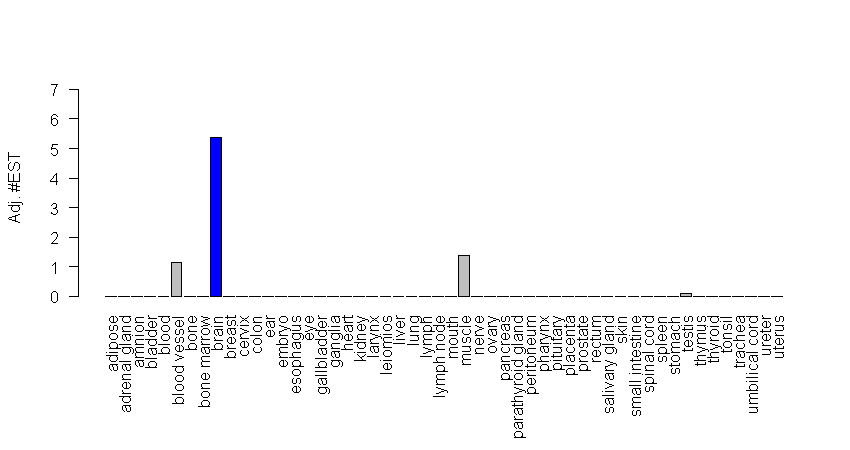 7
6
5
4
3
2
1
0
Adj. #EST
adipose
adrenal gland
amnion
bladder
blood
blood vessel
bone
bone marrow
brain
breast
cervix
colon
ear
embryo
esophagus
eye
gallbladder
ganglia
heart
kidney
larynx
leiomios
liver
lung
lymph
lymph node
mouth
muscle
nerve
ovary
pancreas
parathyroid gland
peritoneum
pharynx
pituitary
placenta
prostate
rectum
salivary gland
skin
small intestine
spinal cord
spleen
stomach
testis
thymus
thyroid
tonsil
trachea
umbilical cord
ureter
uterus